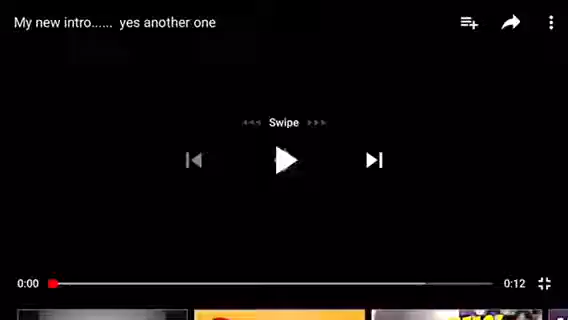 My new intro...... yes another one
Swipe
0:00
0:12